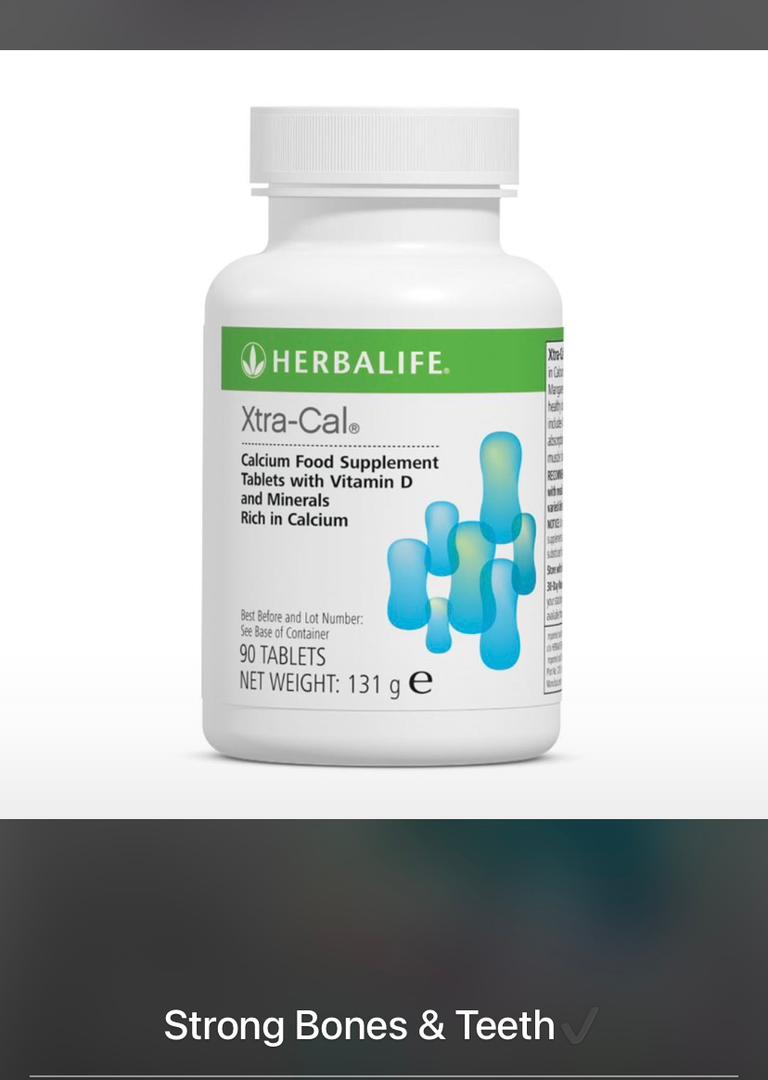 HERBALIFE®
Xtra-Cal®
Calcium Food Supplement
Tablets with Vitamin D
and Minerals
Rich in Calcium
Best Before and Lot Number:
See Base of Container
90 TABLETS
NET WEIGHT: 131 g ℮
Strong Bones & Teeth✓